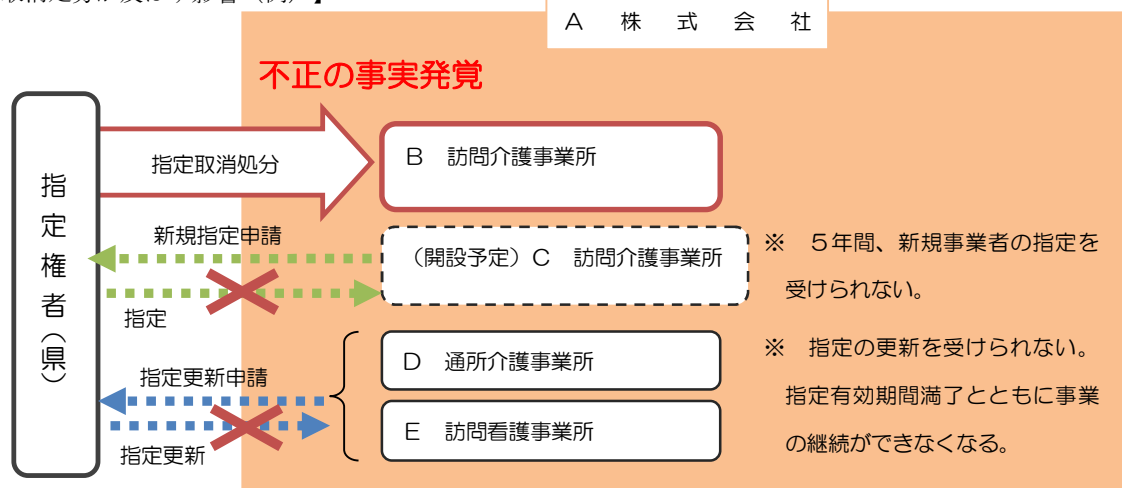 A 株 式 会 社
不正の事実発覚
指定権者(県)
指定取消処分
B 訪問介護事業所
新規指定申請
(開設予定)C 訪問介護事業所
指定
※ 5年間、新規事業者の指定を
受けられない。
D 通所介護事業所
指定更新申請
E 訪問看護事業所
指定更新
※ 指定の更新を受けられない。
指定有効期間満了とともに事業
の継続ができなくなる。